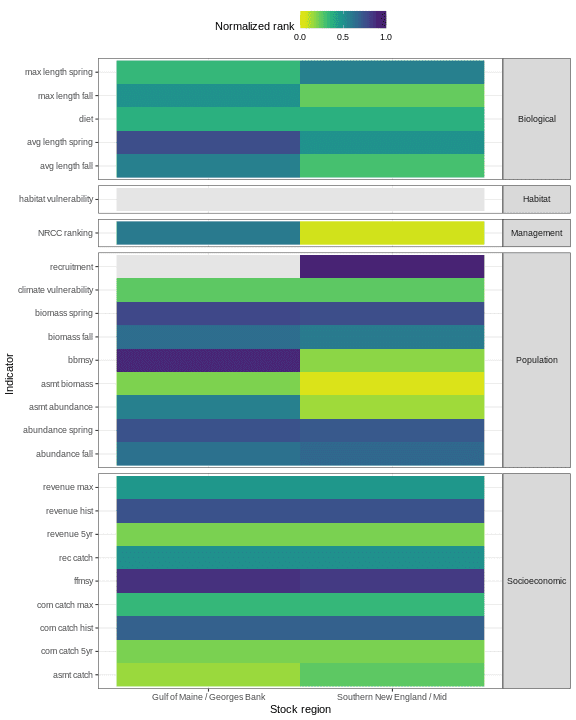 Normalized rank
0.0 0.5 1.0
max length spring
max length fall
diet
avg length spring
avg length fall
Biological
habitat vulnerability
Habitat
NRCC ranking
Management
recruitment
climate vulnerability
biomass spring
biomass fall
bbmsy
asmt biomass
asmt abundance
abundance spring
abundance fall
Population
revenue max
revenue hist
revenue 5yr
rec catch
ffmsy
com catch max
com catch hist
com catch 5yr
asmt catch
Socioeconomic
Indicator
Gulf of Maine / Georges Bank
Southern New England / Mid
Stock region